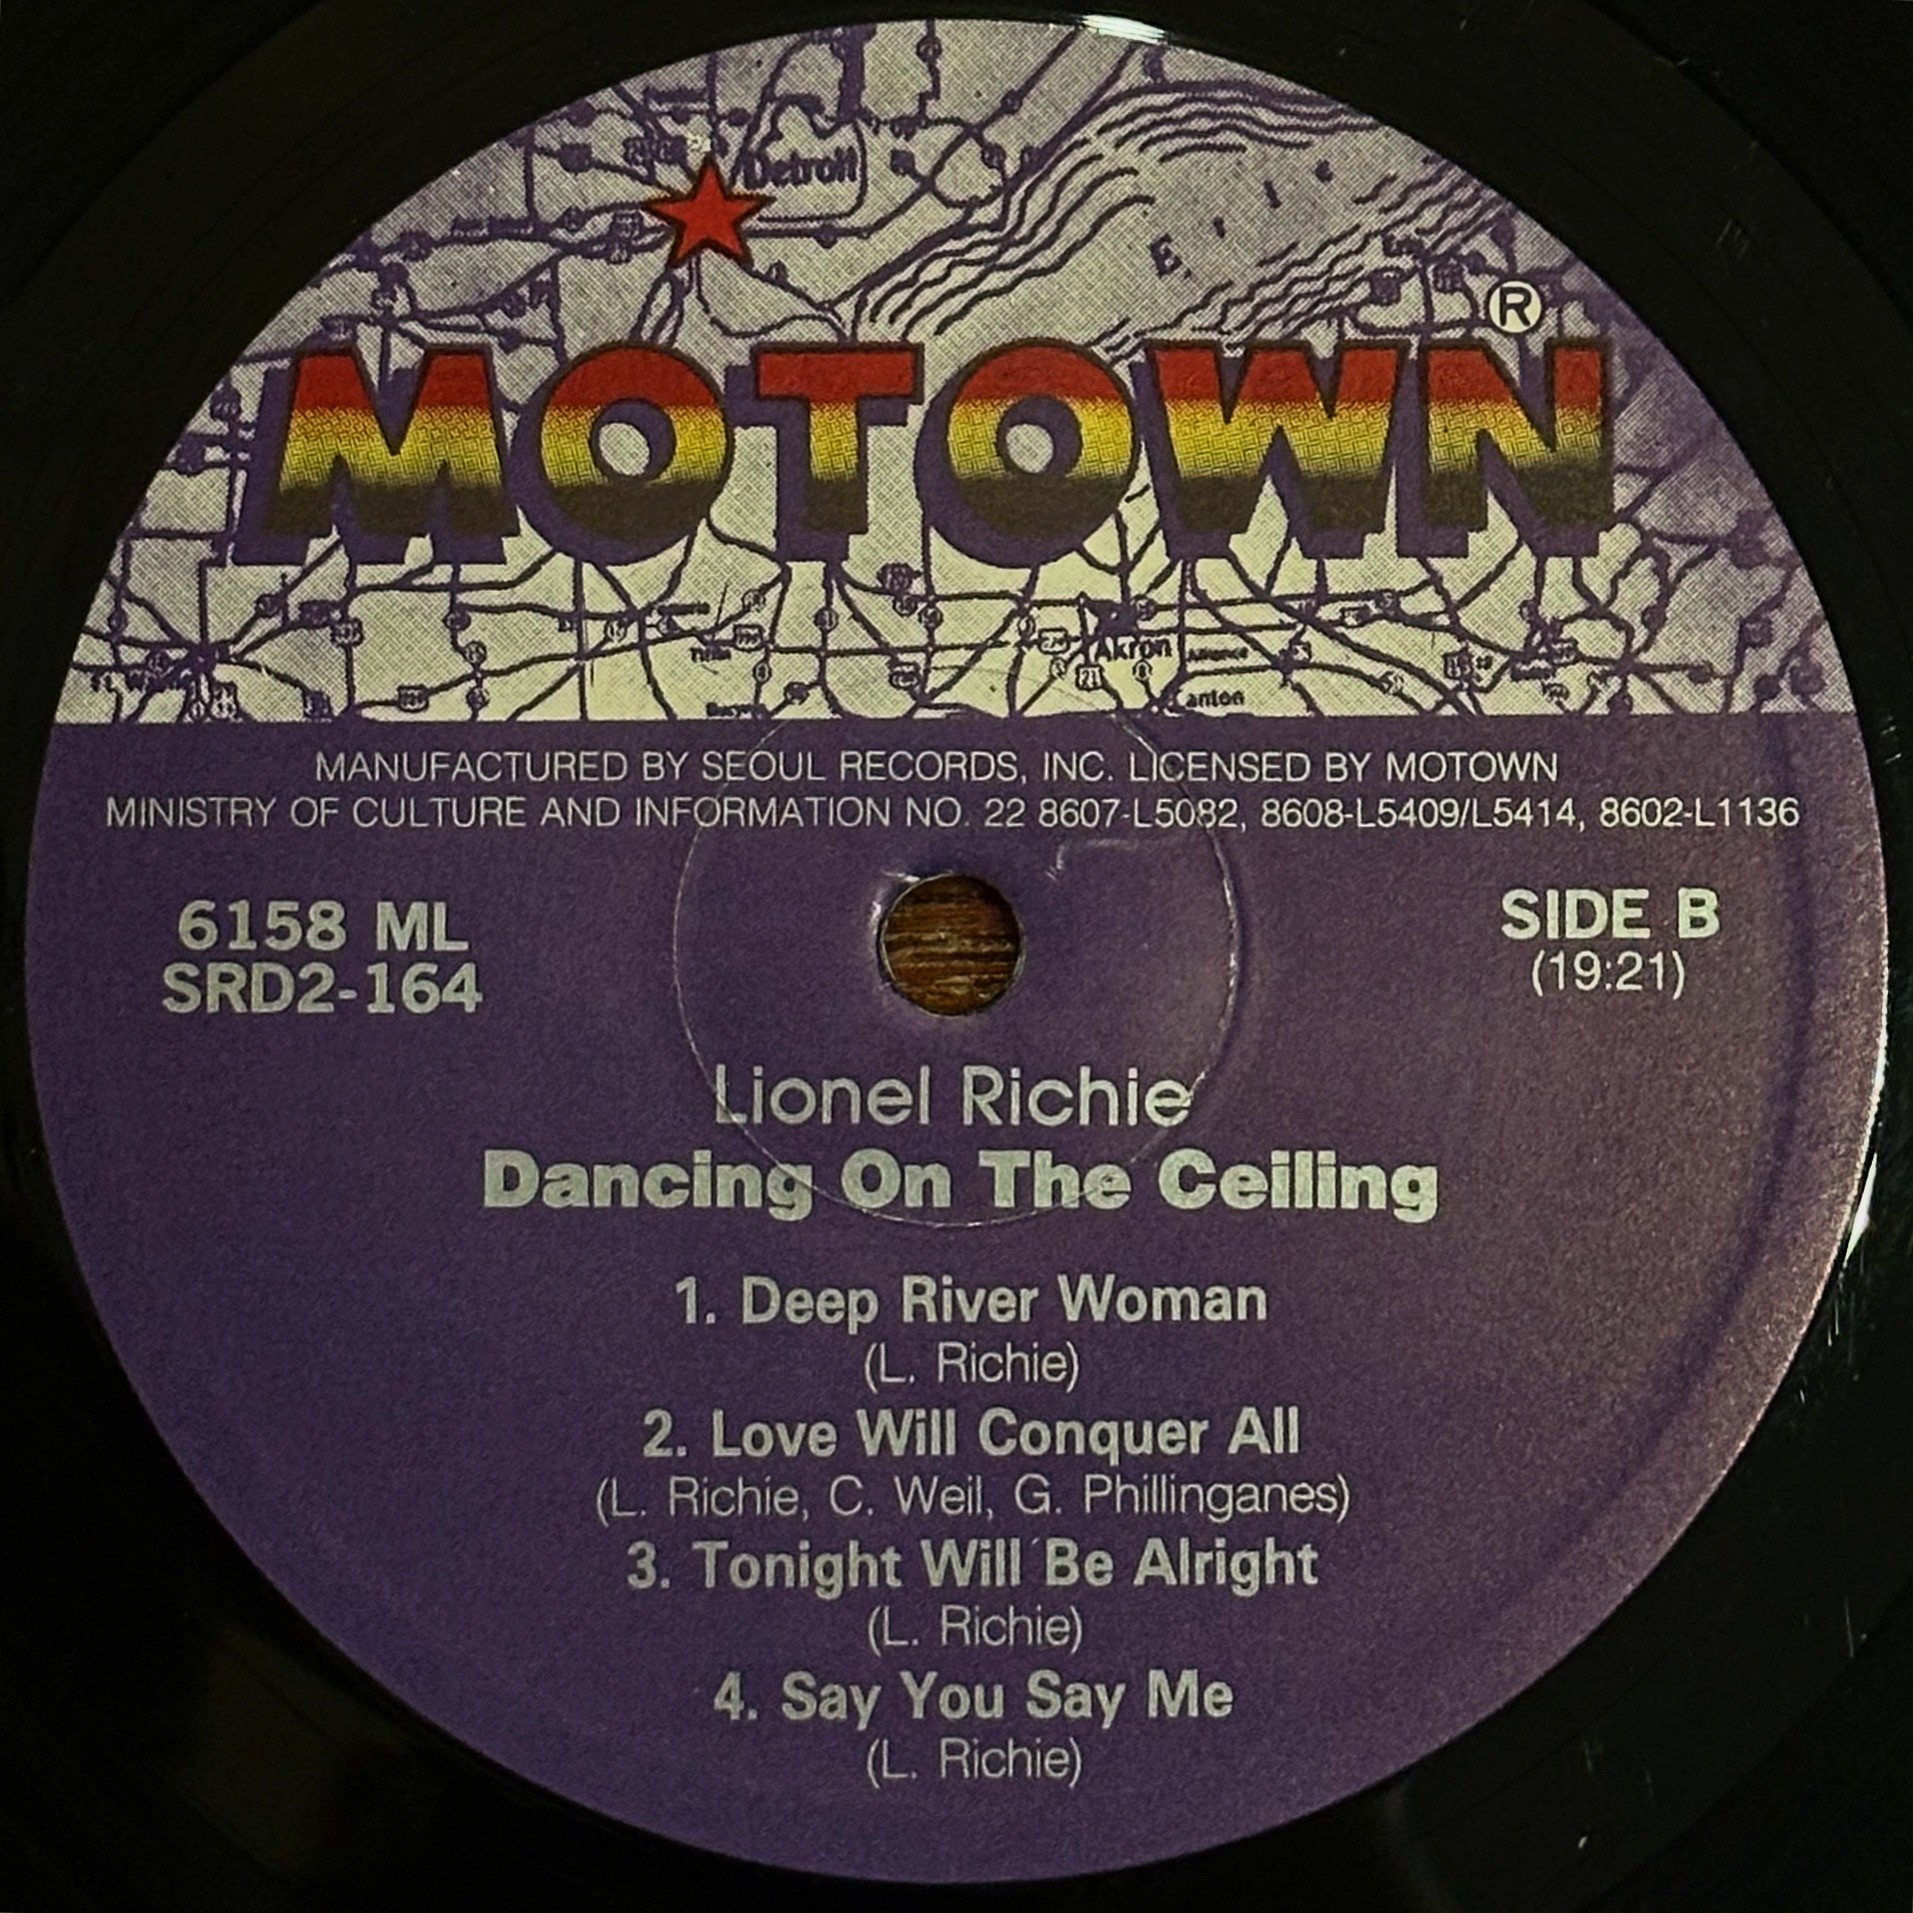 Detroit
E r i e
®
MOTOWN
Akron
Alliance
Canton
MANUFACTURED BY SEOUL RECORDS, INC. LICENSED BY MOTOWN
MINISTRY OF CULTURE AND INFORMATION NO. 22 8607-L5082, 8608-L5409/L5414, 8602-L1136
6158 ML
SRD2-164
SIDE B
(19:21)
Lionel Richie
Dancing On The Ceiling
1. Deep River Woman
(L. Richie)
2. Love Will Conquer All
(L. Richie, C. Weil, G. Phillinganes)
3. Tonight Will Be Alright
(L. Richie)
4. Say You Say Me
(L. Richie)